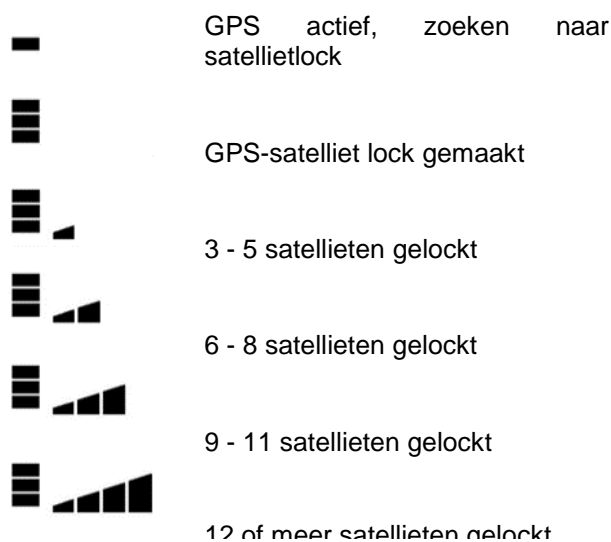 GPS actief, zoeken naar
satellietlock
GPS-satelliet lock gemaakt
3 - 5 satellieten gelockt
6 - 8 satellieten gelockt
9 - 11 satellieten gelockt
12 of meer satellieten gelockt